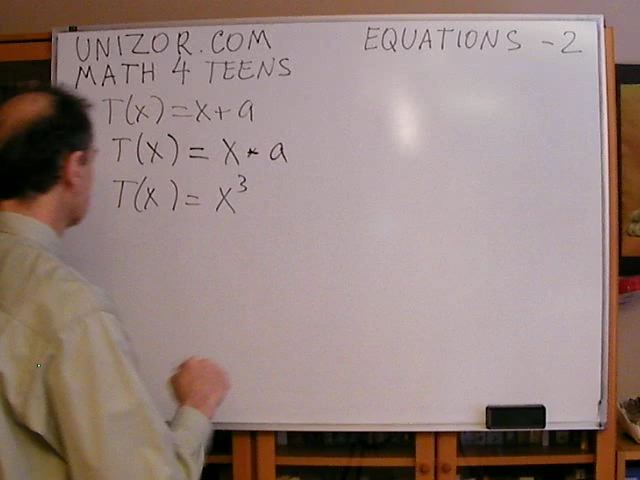 UNIZOR.COM EQUATIONS - 2
MATH 4 TEENS
T(x) = x + a
T(x) = x * a
T(x) = x³